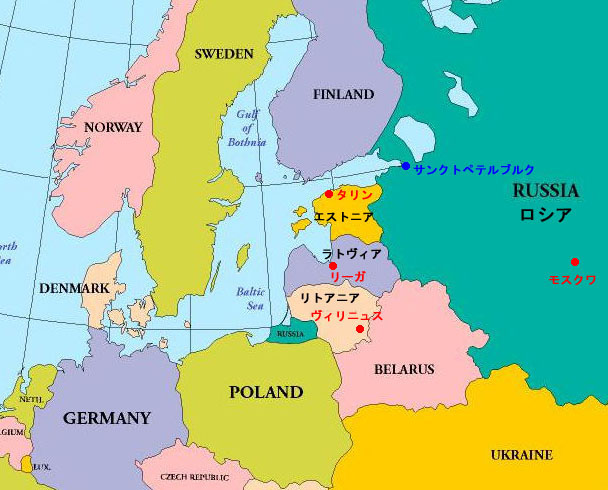 SWEDEN
FINLAND
NORWAY
Gulf
of
Bothnia
サンクトペテルブルク
タリン
RUSSIA
ロシア
エストニア
orth
ea
ラトヴィア
リーガ
モスクワ
DENMARK
Baltic
Sea
リトアニア
ヴィリニュス
RUSSIA
BELARUS
POLAND
NETH.
GERMANY
LGIUM
UKRAINE
LUX.
CZECH REPUBLIC